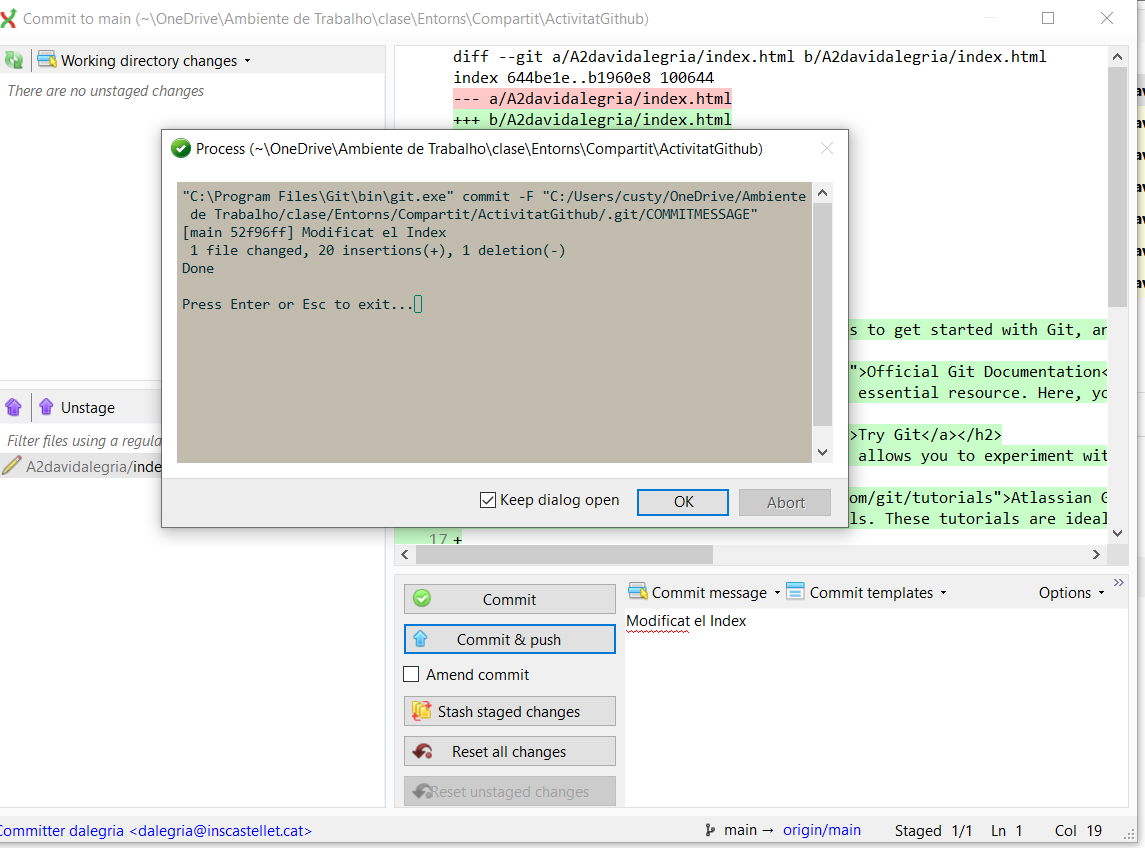 Commit to main (~\OneDrive\Ambiente de Trabalho\clase\Entorns\Compartit\ActivitatGithub)
Working directory changes
There are no unstaged changes
diff --git a/A2davidalegria/index.html b/A2davidalegria/index.html
index 644be1e..b1960e8 100644
--- a/A2davidalegria/index.html
+++ b/A2davidalegria/index.html
Process (~\OneDrive\Ambiente de Trabalho\clase\Entorns\Compartit\ActivitatGithub)
"C:\Program Files\Git\bin\git.exe" commit -F "C:/Users/custy/OneDrive/Ambiente
de Trabalho/clase/Entorns/Compartit/ActivitatGithub/.git/COMMITMESSAGE"
[main 52f96ff] Modificat el Index
1 file changed, 20 insertions(+), 1 deletion(-)
Done
Press Enter or Esc to exit...
Keep dialog open
OK
Abort
s to get started with Git, an
">Official Git Documentation<
essential resource. Here, yo
>Try Git</a></h2>
allows you to experiment wit
om/git/tutorials">Atlassian G
ls. These tutorials are ideal
17 +
Unstage
Filter files using a regula
A2davidalegria/inde
Commit
Commit & push
Amend commit
Stash staged changes
Reset all changes
Reset unstaged changes
Commit message
Commit templates
Options
Modificat el Index
Committer dalegria <dalegria@inscastellet.cat>
main → origin/main
Staged 1/1
Ln 1
Col 19